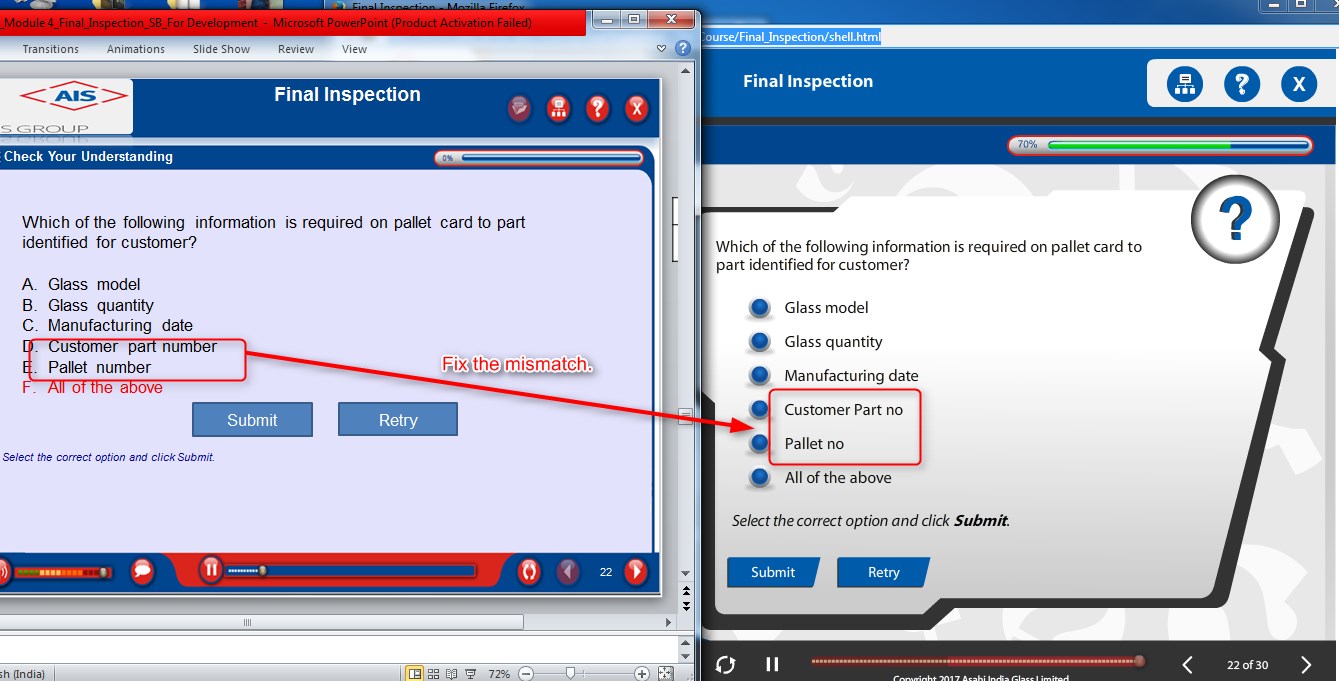 Final Inspection - Mozilla Firefox
Module 4_Final_Inspection_SB_For Development - Microsoft PowerPoint (Product Activation Failed)
Transitions Animations Slide Show Review View
AIS
S GROUP
Final Inspection
Check Your Understanding
0%
Which of the following information is required on pallet card to part
identified for customer?
A. Glass model
B. Glass quantity
C. Manufacturing date
D. Customer part number
E. Pallet number
F. All of the above
Submit Retry
Select the correct option and click Submit.
22
sh (India)
72%
Fix the mismatch.
Course/Final_Inspection/shell.html
Final Inspection
? X
70%
?
Which of the following information is required on pallet card to
part identified for customer?
Glass model
Glass quantity
Manufacturing date
Customer Part no
Pallet no
All of the above
Select the correct option and click Submit.
Submit Retry
22 of 30
Copyright 2017 Asahi India Glass Limited